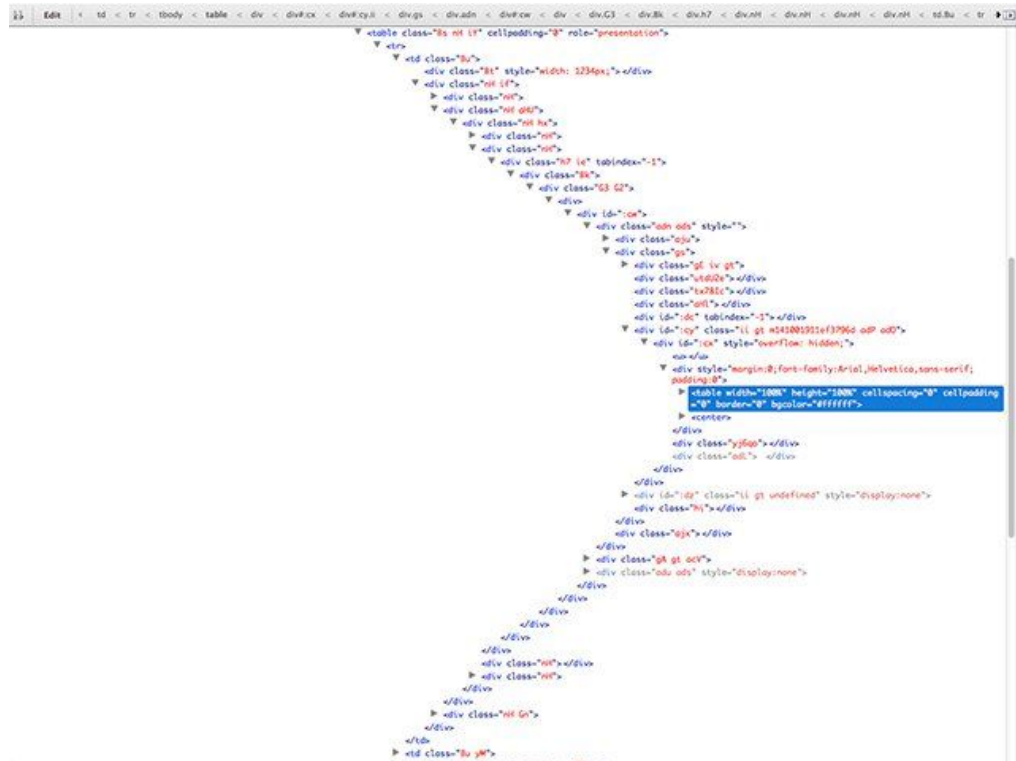 Edit < td < tr < tbody < table < div < div#:cx < div#:cy.ii < div.gs < div.adn < div#:cw < div < div.G3 < div.Bk < div.h7 < div.nH < div.nH < div.nH < div.nH < td.Bu < tr
<table class="Bs nH iY" cellpadding="0" role="presentation">
<tr>
<td class="Bu">
<div class="Bt" style="width: 1234px;"></div>
<div class="nH if">
<div class="nH">
<div class="nH aHU">
<div class="nH hx">
<div class="nH">
<div class="nH">
<div class="h7 ie" tabindex="-1">
<div class="Bk">
<div class="G3 G2">
<div>
<div id=":cw">
<div class="adn ads" style="">
<div class="aju">
<div class="gs">
<div class="gE iv gt">
<div class="utdU2e"></div>
<div class="tx78Ic"></div>
<div class="aHl"></div>
<div id=":dc" tabindex="-1"></div>
<div id=":cy" class="ii gt m141001911ef3796d adP adO">
<div id=":cx" style="overflow: hidden;">
<u></u>
<div style="margin:0;font-family:Arial,Helvetica,sans-serif;
padding:0">
<table width="100%" height="100%" cellspacing="0" cellpadding
="0" border="0" bgcolor="#ffffff">
<center>
</div>
<div class="yj6qo"></div>
<div class="adL"> </div>
</div>
</div>
<div id=":dz" class="ii gt undefined" style="display:none">
<div class="hi"></div>
</div>
<div class="ajx"></div>
</div>
<div class="gA gt acV">
<div class="adu ads" style="display:none">
</div>
</div>
</div>
</div>
</div>
</div>
<div class="nH"></div>
<div class="nH">
</div>
</div>
<div class="nH Gn">
</div>
</td>
<td class="Bu yM">